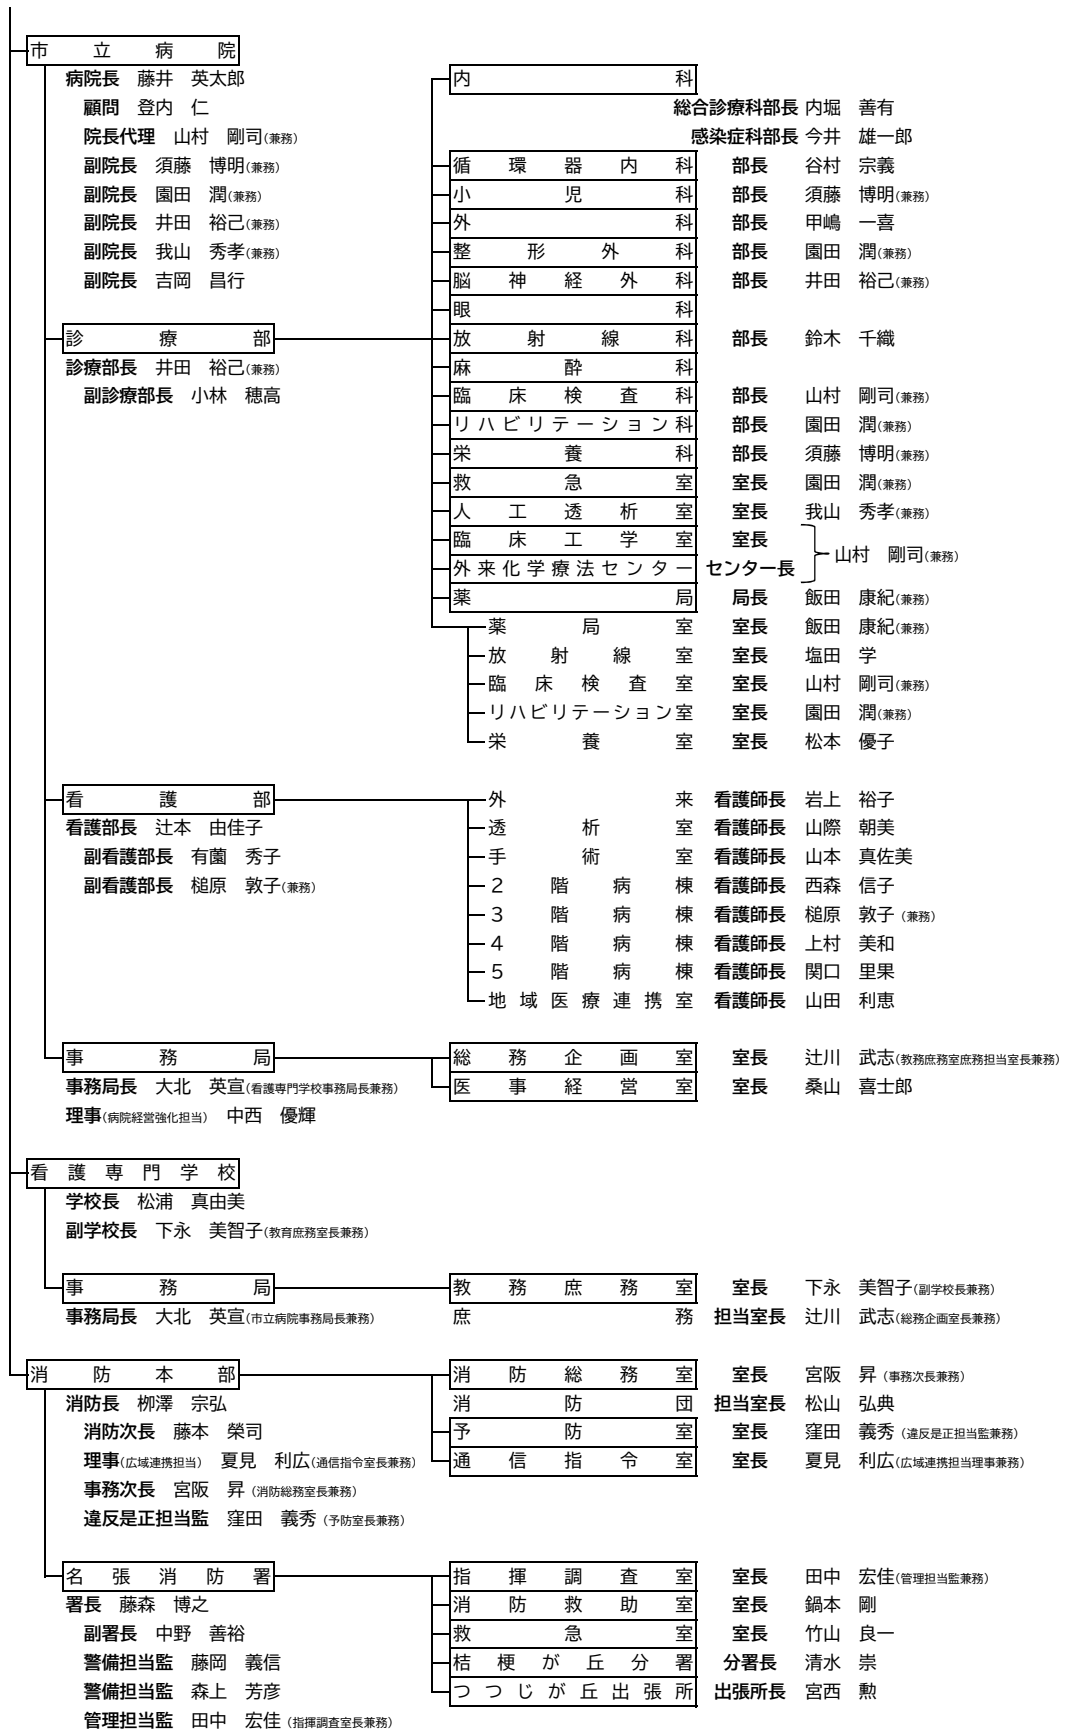 市立病院
病院長　藤井　英太郎
内科
顧問　登内　仁
総合診療科部長 内堀　善有
院長代理　山村　剛司(兼務)
感染症科部長 今井　雄一郎
副院長　須藤　博明(兼務)
循環器内科　部長　谷村　宗義
副院長　園田　潤(兼務)
小児科　部長　須藤　博明(兼務)
副院長　井田　裕己(兼務)
外科　部長　甲嶋　一喜
副院長　我山　秀孝(兼務)
整形外科　部長　園田　潤(兼務)
副院長　吉岡　昌行
脳神経外科　部長　井田　裕己(兼務)
眼科
診療部
放射線科　部長　鈴木　千織
診療部長　井田　裕己(兼務)
麻酔科
副診療部長　小林　穂高
臨床検査科　部長　山村　剛司(兼務)
リハビリテーション科　部長　園田　潤(兼務)
栄養科　部長　須藤　博明(兼務)
救急室　室長　園田　潤(兼務)
人工透析室　室長　我山　秀孝(兼務)
臨床工学室　室長
山村　剛司(兼務)
外来化学療法センター　センター長
薬局　局長　飯田　康紀(兼務)
薬局室　室長　飯田　康紀(兼務)
放射線室　室長　塩田　学
臨床検査室　室長　山村　剛司(兼務)
リハビリテーション室　室長　園田　潤(兼務)
栄養室　室長　松本　優子
看護部
外来　看護師長　岩上　裕子
看護部長　辻本　由佳子
透析室　看護師長　山際　朝美
副看護部長　有薗　秀子
手術室　看護師長　山本　真佐美
副看護部長　槌原　敦子(兼務)
2階病棟　看護師長　西森　信子
3階病棟　看護師長　槌原　敦子 (兼務)
4階病棟　看護師長　上村　美和
5階病棟　看護師長　関口　里果
地域医療連携室　看護師長　山田　利恵
事務局
総務企画室　室長　辻川　武志(教務庶務室庶務担当室長兼務)
事務局長　大北　英宣(看護専門学校事務局長兼務)
医事経営室　室長　桑山　喜士郎
理事(病院経営強化担当)　中西　優輝
看護専門学校
学校長　松浦　真由美
副学校長　下永　美智子(教育庶務室長兼務)
事務局
教務庶務室　室長　下永　美智子(副学校長兼務)
事務局長　大北　英宣(市立病院事務局長兼務)
庶務　担当室長　辻川　武志(総務企画室長兼務)
消防本部
消防総務室　室長　宮阪　昇 (事務次長兼務)
消防長　栁澤　宗弘
消防団　担当室長　松山　弘典
消防次長　藤本　榮司
予防室　室長　窪田　義秀 (違反是正担当監兼務)
理事(広域連携担当)　夏見　利広(通信指令室長兼務)
通信指令室　室長　夏見　利広(広域連携担当理事兼務)
事務次長　宮阪　昇 (消防総務室長兼務)
違反是正担当監　窪田　義秀 (予防室長兼務)
名張消防署
指揮調査室　室長　田中　宏佳(管理担当監兼務)
署長　藤森　博之
消防救助室　室長　鍋本　剛
副署長　中野　善裕
救急室　室長　竹山　良一
警備担当監　藤岡　義信
桔梗が丘分署　分署長　清水　崇
警備担当監　森上　芳彦
つつじが丘出張所　出張所長　宮西　勲
管理担当監　田中　宏佳 (指揮調査室長兼務)